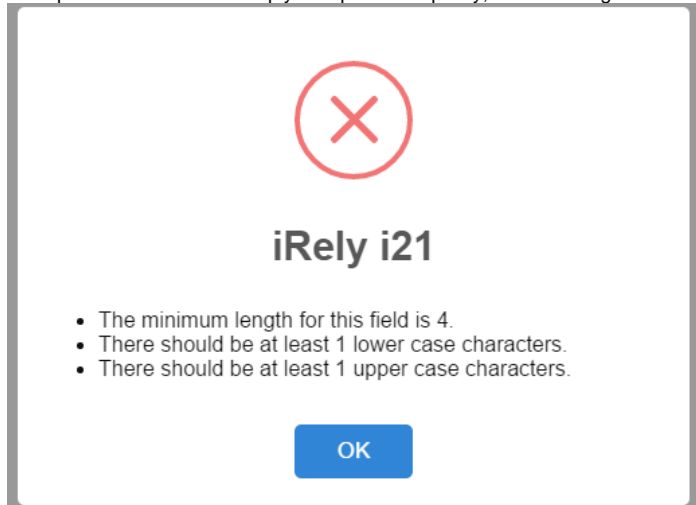 iRely i21
The minimum length for this field is 4.
There should be at least 1 lower case characters.
There should be at least 1 upper case characters.
OK